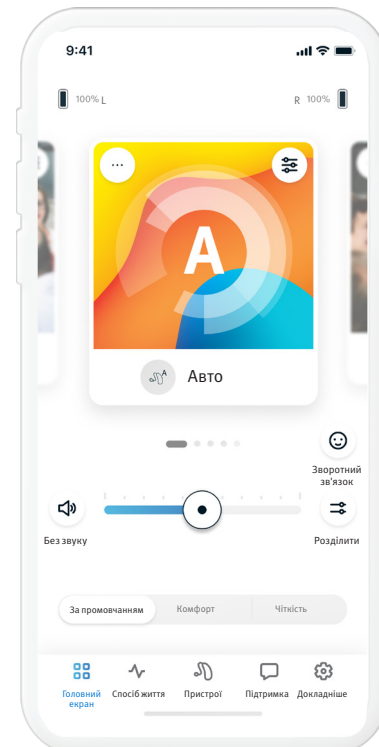 9:41
100% L
R 100%
A
A
Авто
Зворотний
зв'язок
Без звуку
Розділити
За промовчанням
Комфорт
Чіткість
Головний
екран
Спосіб життя
Пристрої
Підтримка
Докладніше